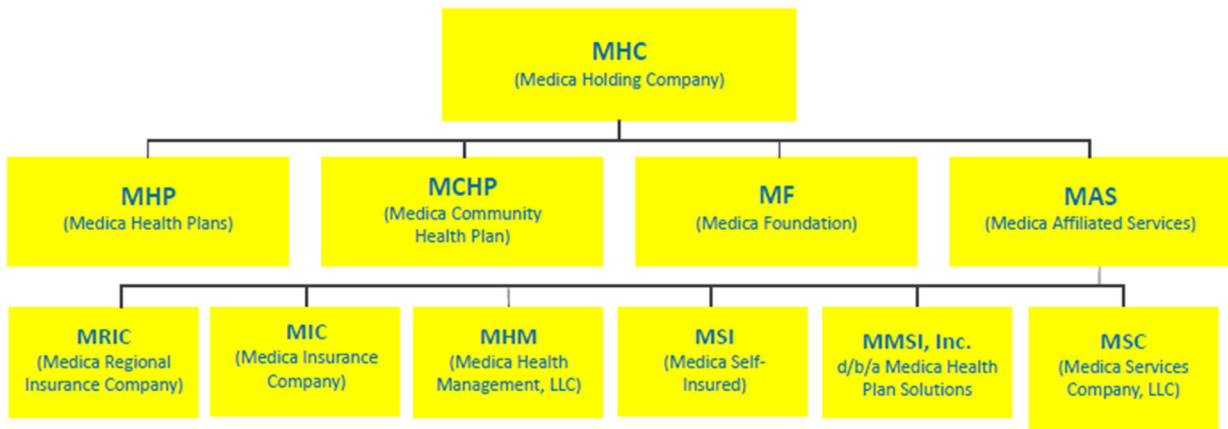 MHC
(Medica Holding Company)
MHP
(Medica Health Plans)
MCHP
(Medica Community
Health Plan)
MF
(Medica Foundation)
MAS
(Medica Affiliated Services)
MRIC
(Medica Regional
Insurance Company)
MIC
(Medica Insurance
Company)
MHM
(Medica Health
Management, LLC)
MSI
(Medica Self-
Insured)
MMSI, Inc.
d/b/a Medica Health
Plan Solutions
MSC
(Medica Services
Company, LLC)